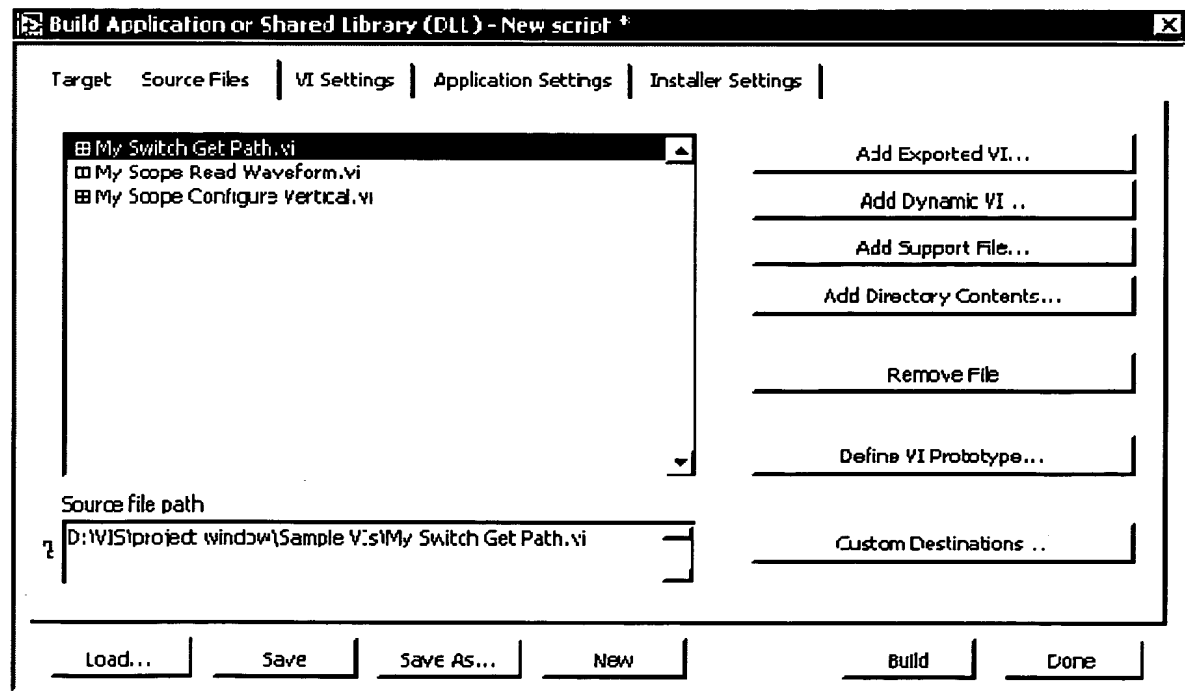 Build Application or Shared Library (DLL) - New script *
Target Source Files VI Settings Application Settings Installer Settings
My Switch Get Path.vi
My Scope Read Waveform.vi
My Scope Configure Vertical.vi
Add Exported VI...
Add Dynamic VI ..
Add Support File...
Add Directory Contents...
Remove File
Define VI Prototype...
Custom Destinations ..
Source file path
D:\VIS\project window\Sample VIs\My Switch Get Path.vi
Load... Save Save As... New Build Done